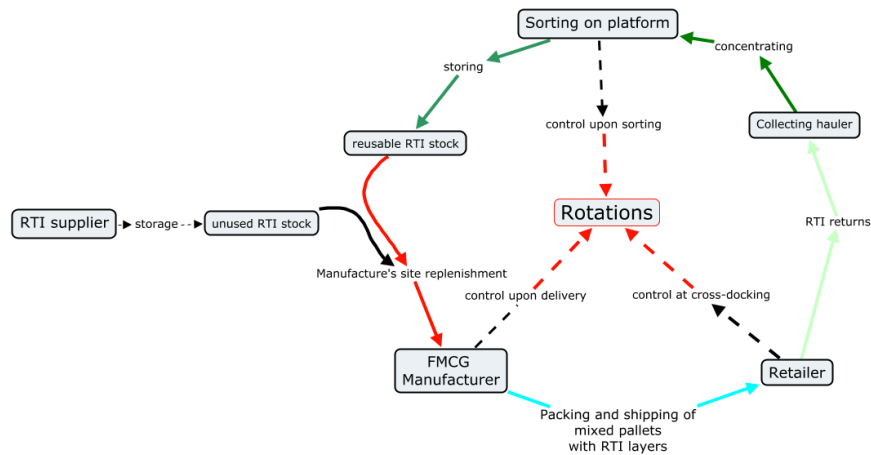 Sorting on platform
concentrating
storing
control upon sorting
Collecting hauler
reusable RTI stock
Rotations
RTI supplier
storage
unused RTI stock
RTI returns
Manufacture's site replenishment
control upon delivery
control at cross-docking
FMCG
Manufacturer
Retailer
Packing and shipping of
mixed pallets
with RTI layers